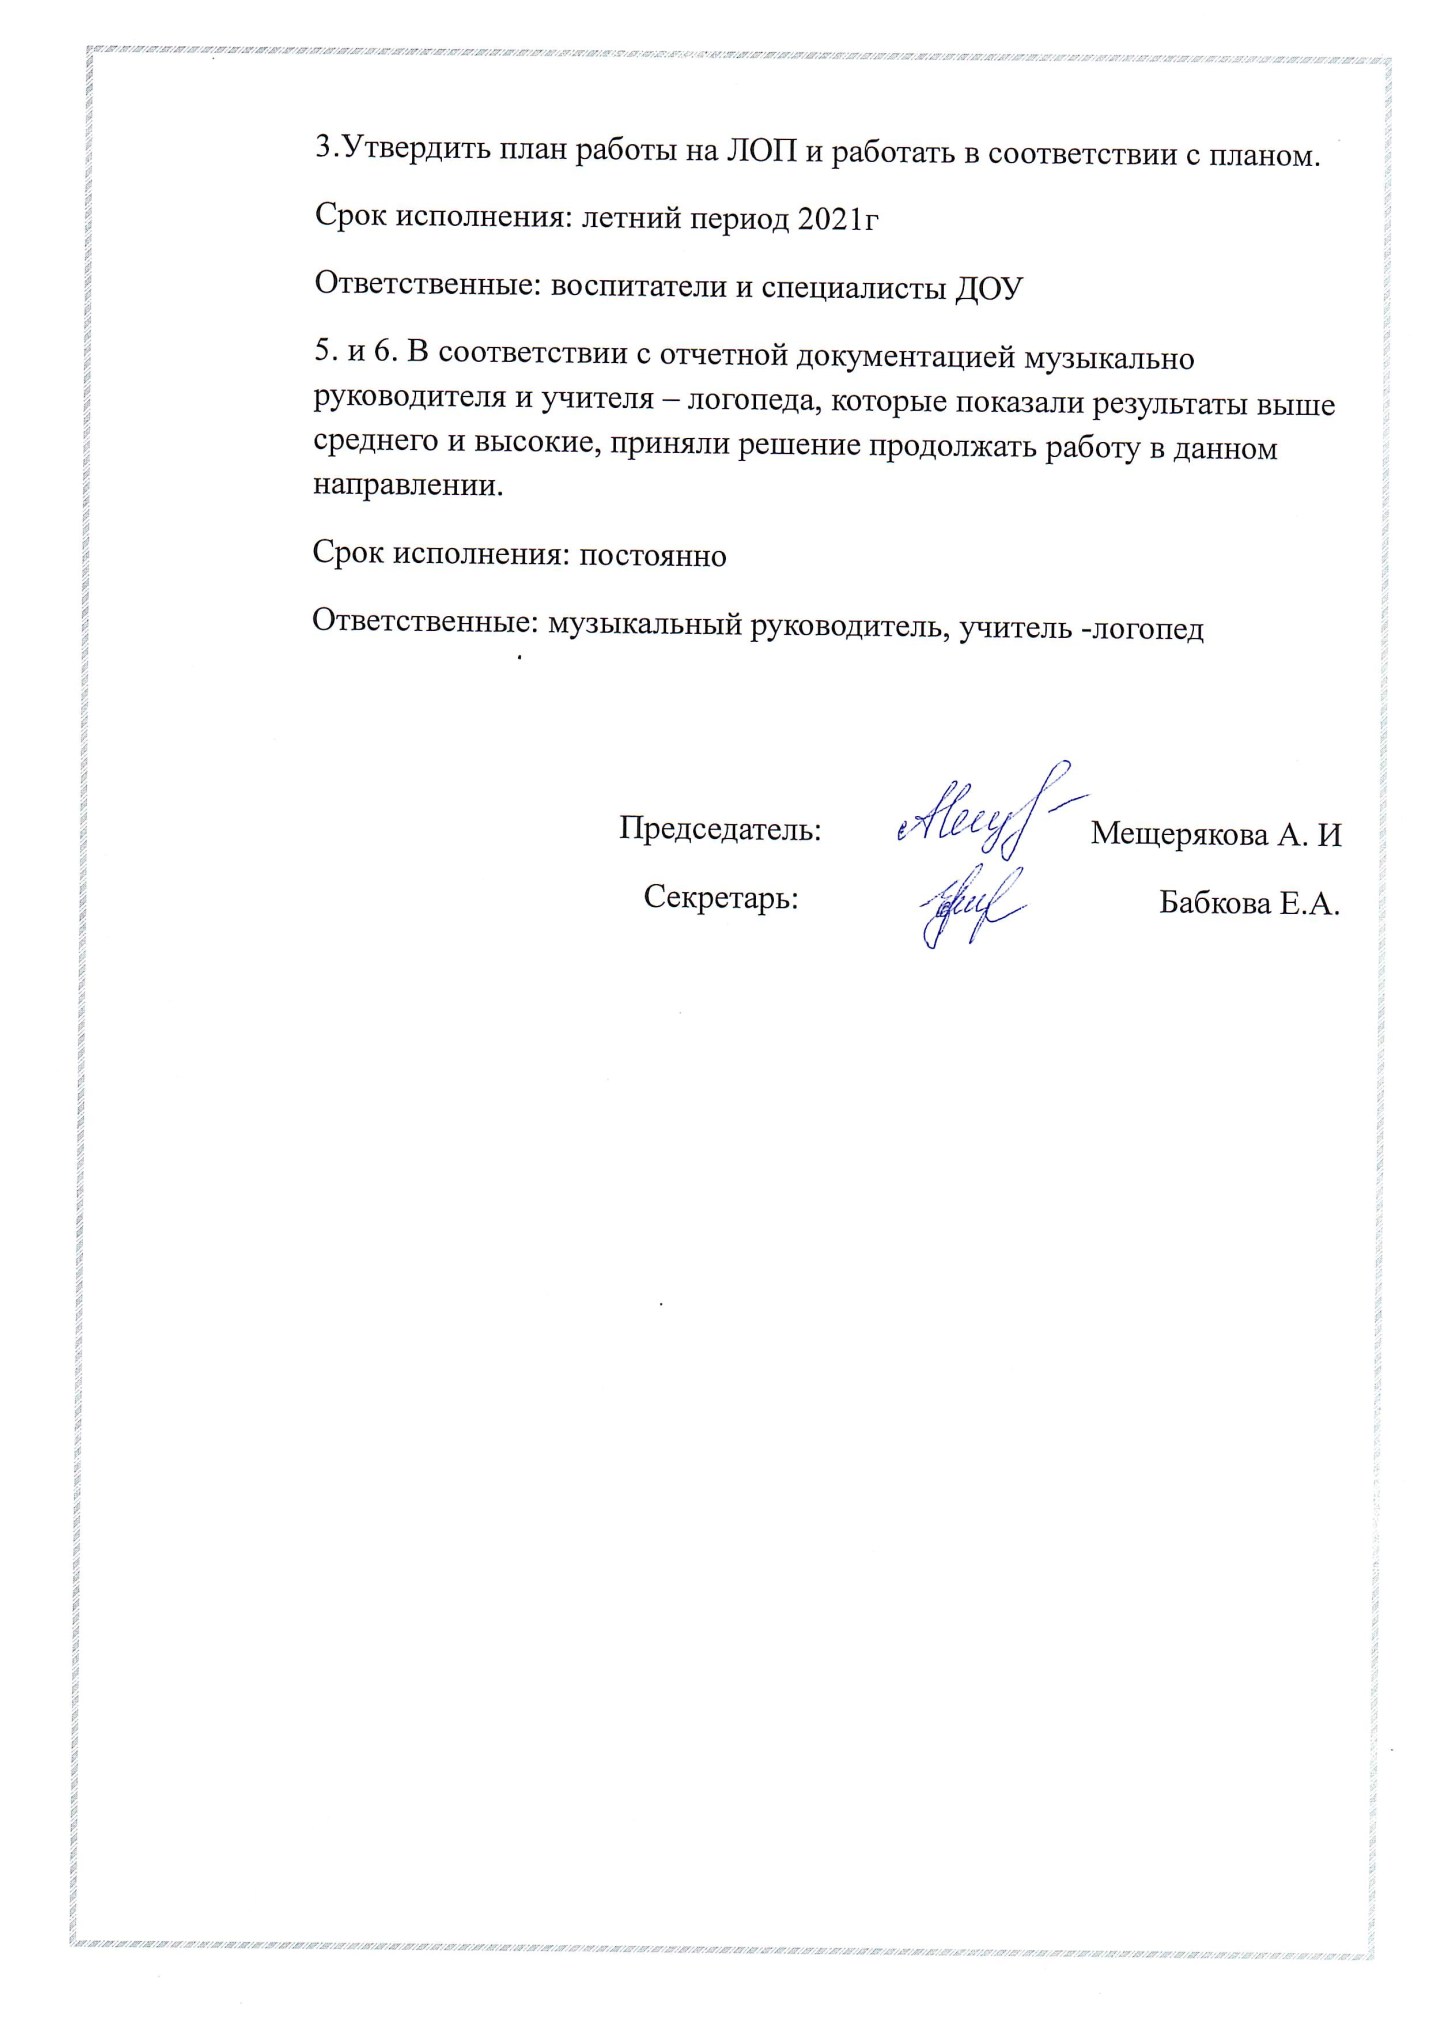 3.Утвердить план работы на ЛОП и работать в соответствии с планом.
Срок исполнения: летний период 2021г
Ответственные: воспитатели и специалисты ДОУ
5. и 6. В соответствии с отчетной документацией музыкально
руководителя и учителя – логопеда, которые показали результаты выше
среднего и высокие, приняли решение продолжать работу в данном
направлении.
Срок исполнения: постоянно
Ответственные: музыкальный руководитель, учитель -логопед
Председатель: Мещерякова А. И
Секретарь: Бабкова Е.А.